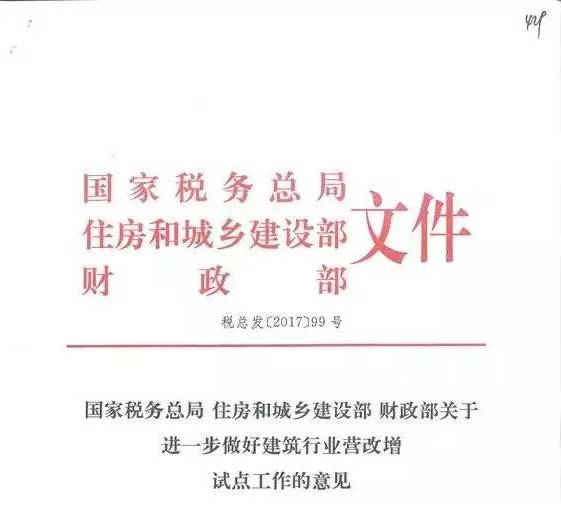 国家税务总局
住房和城乡建设部
财政部
文件
税总发〔2017〕99号
国家税务总局 住房和城乡建设部 财政部关于
进一步做好建筑行业营改增
试点工作的意见